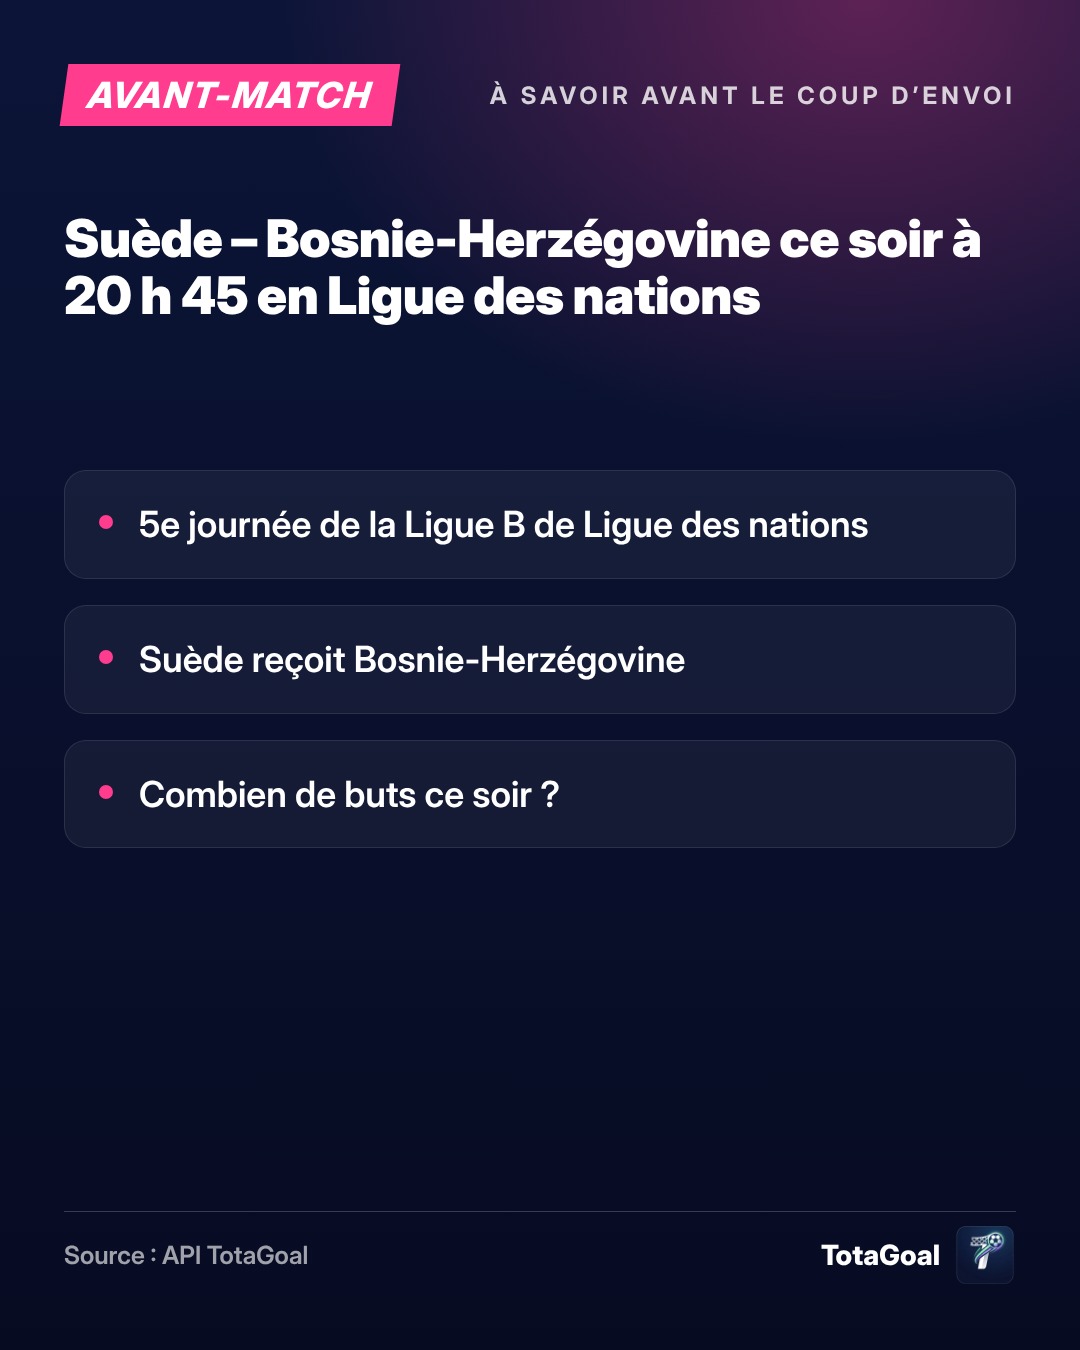 AVANT-MATCH
À SAVOIR AVANT LE COUP D’ENVOI
Suède – Bosnie-Herzégovine ce soir à
20 h 45 en Ligue des nations
5e journée de la Ligue B de Ligue des nations
Suède reçoit Bosnie-Herzégovine
Combien de buts ce soir ?
Source : API TotaGoal
TotaGoal